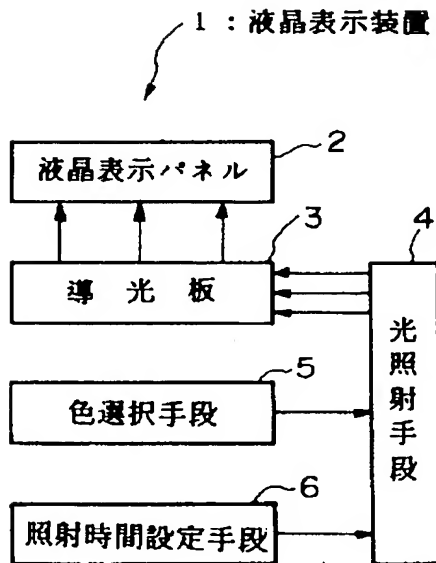 1：液晶表示装置
2
液晶表示パネル
3
4
導光板
光照射手段
5
色選択手段
6
照射時間設定手段